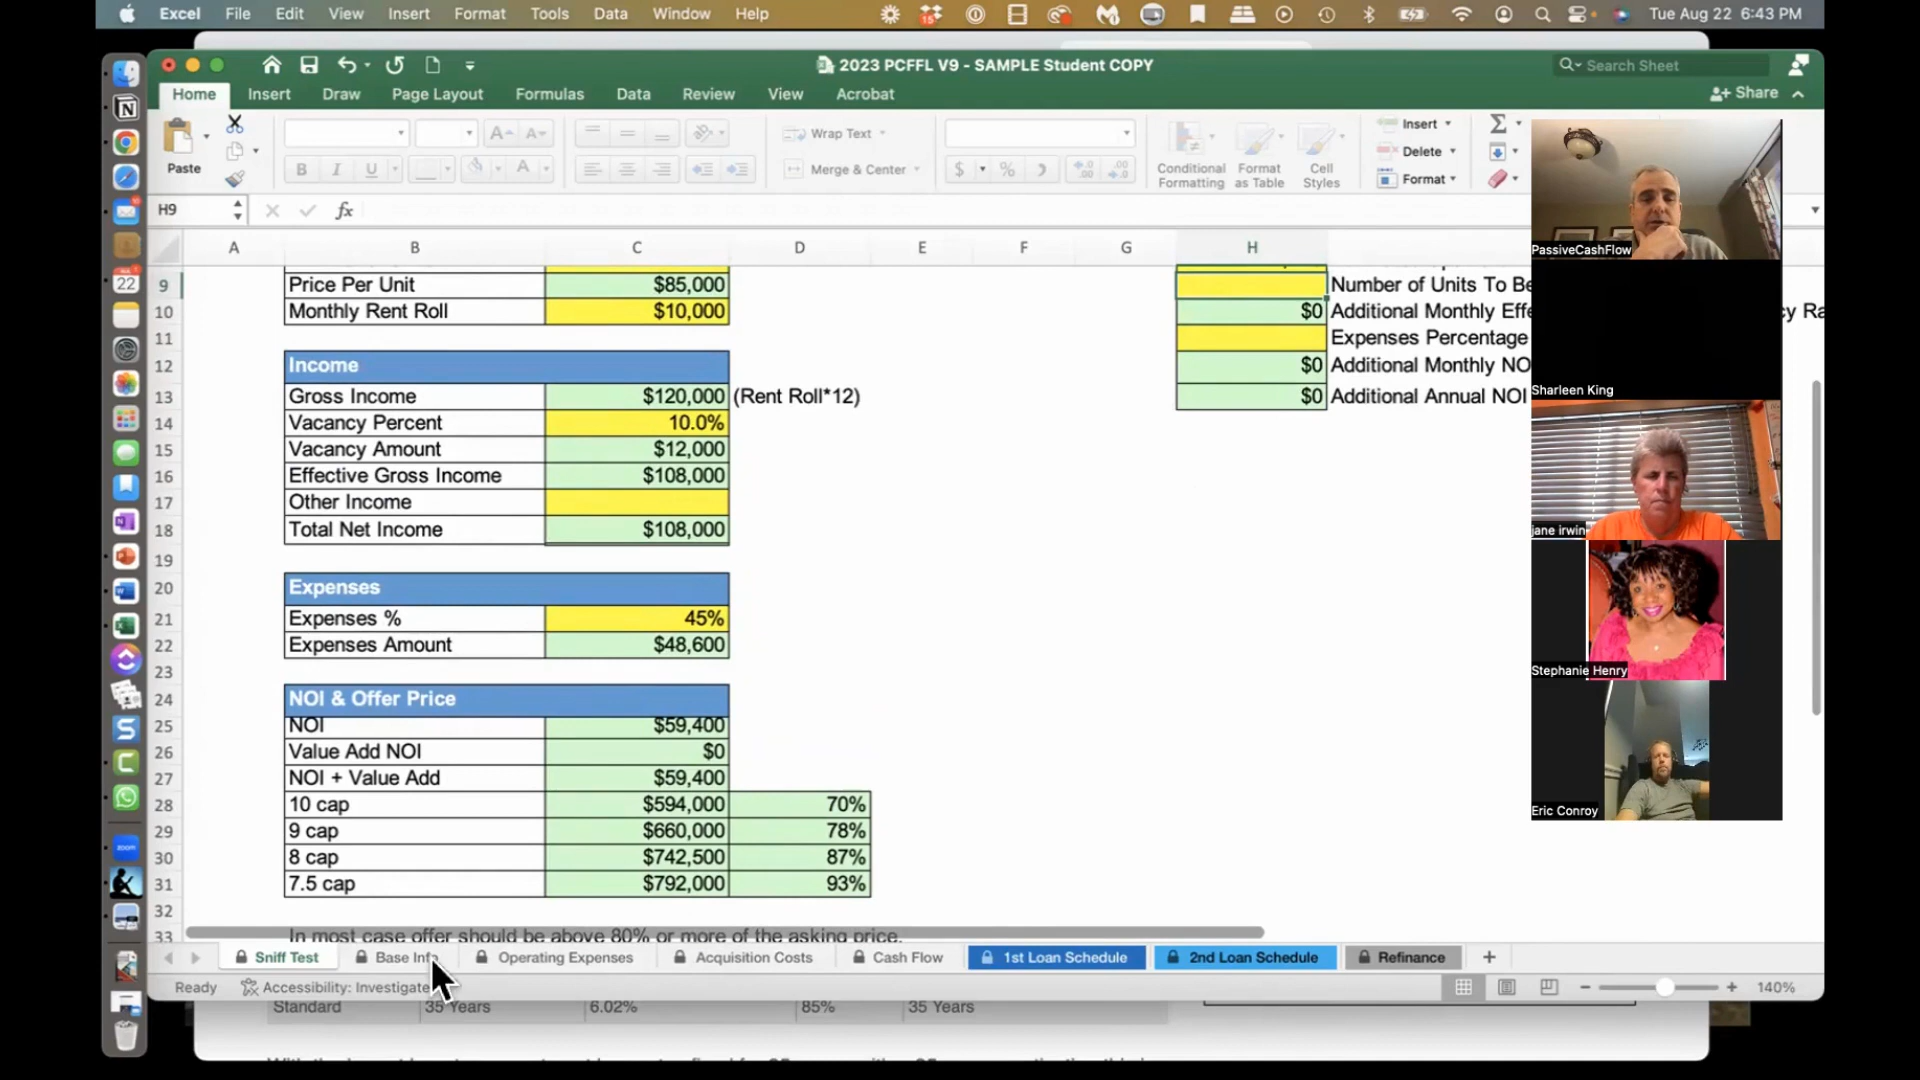 Excel File Edit View Insert Format Tools Data Window Help Tue Aug 22 6:43 PM
2023 PCFFL V9 - SAMPLE Student COPY
Search Sheet
Home Insert Draw Page Layout Formulas Data Review View Acrobat
Share
Paste
Wrap Text
Merge & Center
Conditional Formatting
Format as Table
Cell Styles
Insert
Delete
Format
H9
fx
A B C D E F G H
9 Price Per Unit $85,000 Number of Units To Be
10 Monthly Rent Roll $10,000 $0 Additional Monthly Effe cy Ra
11 Expenses Percentage
12 Income $0 Additional Monthly NO
13 Gross Income $120,000 (Rent Roll*12) $0 Additional Annual NOI
14 Vacancy Percent 10.0%
15 Vacancy Amount $12,000
16 Effective Gross Income $108,000
17 Other Income
18 Total Net Income $108,000
19
20 Expenses
21 Expenses % 45%
22 Expenses Amount $48,600
23
24 NOI & Offer Price
25 NOI $59,400
26 Value Add NOI $0
27 NOI + Value Add $59,400
28 10 cap $594,000 70%
29 9 cap $660,000 78%
30 8 cap $742,500 87%
31 7.5 cap $792,000 93%
32
33 In most case offer should be above 80% or more of the asking price.
Sniff Test Base Info Operating Expenses Acquisition Costs Cash Flow 1st Loan Schedule 2nd Loan Schedule Refinance
Ready Accessibility: Investigate 140%
Standard 35 Years 6.02% 85% 35 Years
PassiveCashFlow
Sharleen King
jane irwin
Stephanie Henry
Eric Conroy